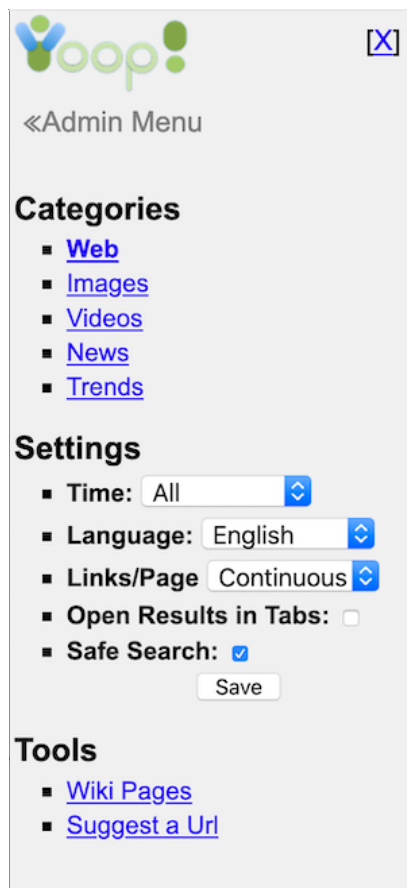 Yoop!
[X]
≪Admin Menu
Categories
Web
Images
Videos
News
Trends
Settings
Time: All
Language: English
Links/Page Continuous
Open Results in Tabs:
Safe Search:
Save
Tools
Wiki Pages
Suggest a Url